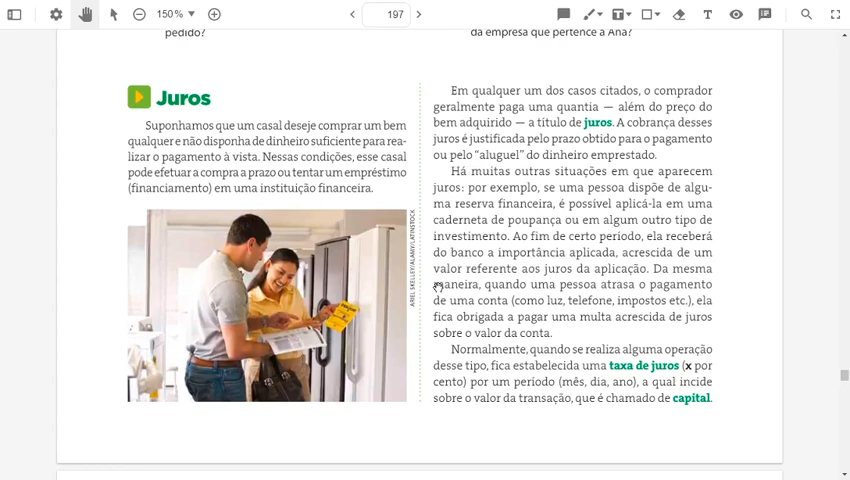 150%
197
pedido?
da empresa que pertence a Ana?
Juros
Suponhamos que um casal deseje comprar um bem
qualquer e não disponha de dinheiro suficiente para rea-
lizar o pagamento à vista. Nessas condições, esse casal
pode efetuar a compra a prazo ou tentar um empréstimo
(financiamento) em uma instituição financeira.
ARIEL SKELLEY/ALAMY/LATINSTOCK
Em qualquer um dos casos citados, o comprador
geralmente paga uma quantia — além do preço do
bem adquirido — a título de juros. A cobrança desses
juros é justificada pelo prazo obtido para o pagamento
ou pelo “aluguel” do dinheiro emprestado.
Há muitas outras situações em que aparecem
juros: por exemplo, se uma pessoa dispõe de algu-
ma reserva financeira, é possível aplicá-la em uma
caderneta de poupança ou em algum outro tipo de
investimento. Ao fim de certo período, ela receberá
do banco a importância aplicada, acrescida de um
valor referente aos juros da aplicação. Da mesma
maneira, quando uma pessoa atrasa o pagamento
de uma conta (como luz, telefone, impostos etc.), ela
fica obrigada a pagar uma multa acrescida de juros
sobre o valor da conta.
Normalmente, quando se realiza alguma operação
desse tipo, fica estabelecida uma taxa de juros (x por
cento) por um período (mês, dia, ano), a qual incide
sobre o valor da transação, que é chamado de capital.